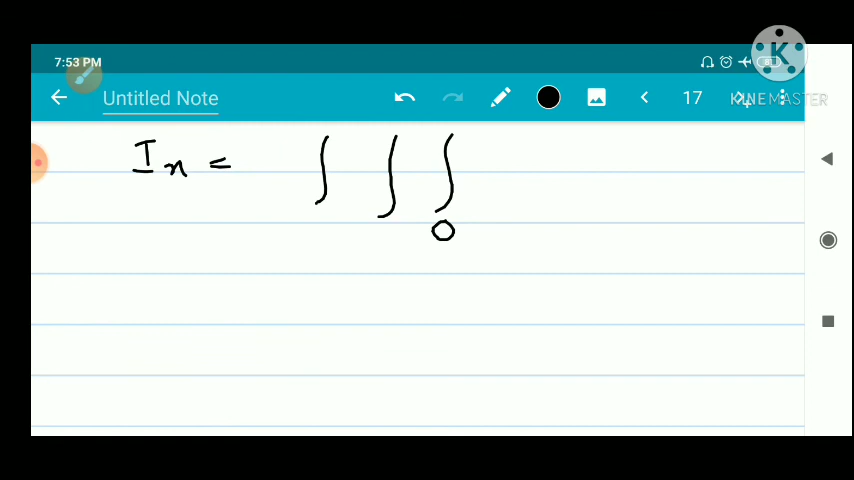 7:53 PM
K
KINEMASTER
Untitled Note
17
In = ∫ ∫ ∫
0